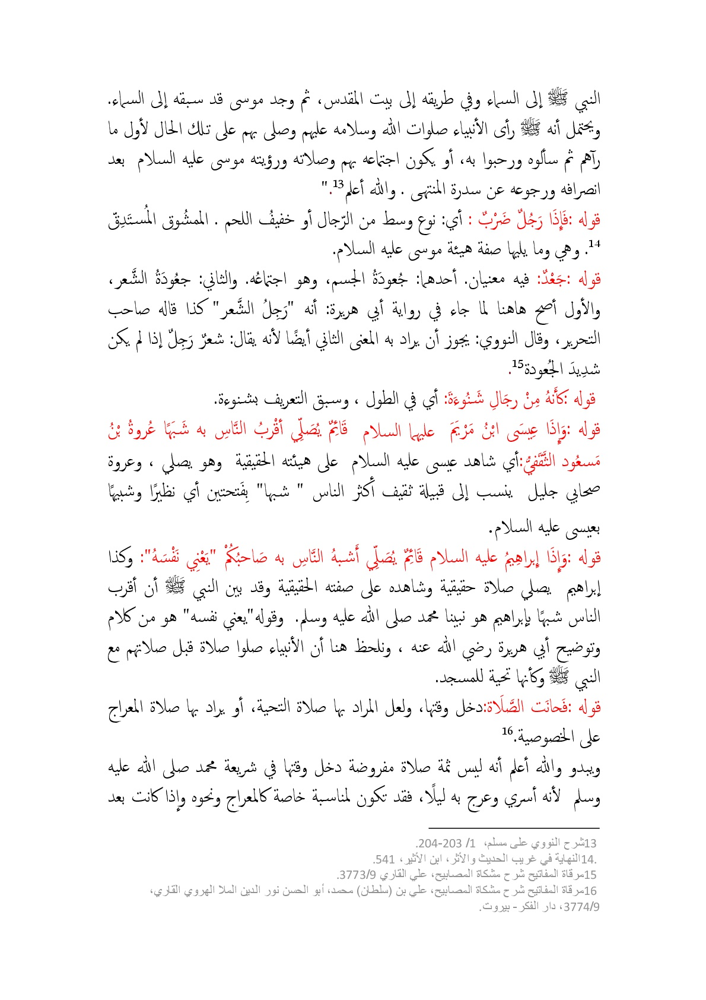 النبي ﷺ إلى السماء وفي طريقه إلى بيت المقدس، ثم وجد موسى قد سبقه إلى السماء.
ويحتمل أنه ﷺ رأى الأنبياء صلوات الله وسلامه عليهم وصلى بهم على تلك الحال لأول ما
رآهم ثم سألوه ورحبوا به، أو يكون اجتماعه بهم وصلاته ورؤيته موسى عليه السلام بعد
انصرافه ورجوعه عن سدرة المنتهى . والله أعلم13."
قوله :فَإِذَا رَجُلٌ ضَرْبٌ : أي: نوع وسط من الرّجال أو خفيفُ اللحم . الممشُوق المُستَدِقّ
14. وهي وما يليها صفة هيئة موسى عليه السلام.
قوله :جَعْدٌ: فيه معنيان. أحدهما: جُعودَةُ الجسم، وهو اجتماعُه. والثاني: جعُودَةُ الشَّعر،
والأول أصح هاهنا لما جاء في رواية أبي هريرة: أنه "رَجِلُ الشَّعر" كذا قاله صاحب
التحرير، وقال النووي: يجوز أن يراد به المعنى الثاني أيضًا لأنه يقال: شعرٌ رَجِلٌ إذا لم يكن
شدِيدَ الجُعودة15.
قوله :كأَنهُ مِنْ رجَالِ شَنُوءَةَ: أي في الطول ، وسبق التعريف بشنوءة.
قوله :وَإِذَا عِيسَى ابْنُ مَرْيَمَ عليهما السلام قَائِمٌ يُصَلِّي أقْربُ النَّاسِ به شَبَهًا عُروةُ بْنُ
مَسعُود الثَّقَفيُّ:أي شاهد عيسى عليه السلام على هيئته الحقيقية وهو يصلي ، وعروة
صحابي جليل ينسب إلى قبيلة ثقيف أكثر الناس " شبها" بِفَتحتين أي نظيرًا وشبيهًا
بعيسى عليه السلام.
قوله :وَإِذَا إبراهِيمُ عليه السلام قَائِمٌ يُصَلِّي أَشبهُ النَّاسِ به صَاحبُكُمْ "يَعْنِي نَفْسَهُ": وكذا
إبراهيم يصلي صلاة حقيقية وشاهده على صفته الحقيقية وقد بين النبي ﷺ أن أقرب
الناس شبهًا بإبراهيم هو نبينا محمد صلى الله عليه وسلم. وقوله"يعني نفسه" هو من كلام
وتوضيح أبي هريرة رضي الله عنه ، ونلحظ هنا أن الأنبياء صلوا صلاة قبل صلاتهم مع
النبي ﷺ وكأنها تحية للمسجد.
قوله :فَحانَت الصَّلَاة:دخل وقتها، ولعل المراد بها صلاة التحية، أو يراد بها صلاة المعراج
على الخصوصية.16
ويبدو والله أعلم أنه ليس ثمة صلاة مفروضة دخل وقتها في شريعة محمد صلى الله عليه
وسلم لأنه أسري وعرج به ليلًا، فقد تكون لمناسبة خاصة كالمعراج ونحوه وإذا كانت بعد
13شرح النووي على مسلم، 1/ 203-204.
.14النهاية في غريب الحديث والأثر، ابن الأثير، 541.
15مرقاة المفاتيح شرح مشكاة المصابيح، علي القاري 3773/9.
16مرقاة المفاتيح شرح مشكاة المصابيح، علي بن (سلطان) محمد، أبو الحسن نور الدين الملا الهروي القاري،
3774/9، دار الفكر- بيروت.